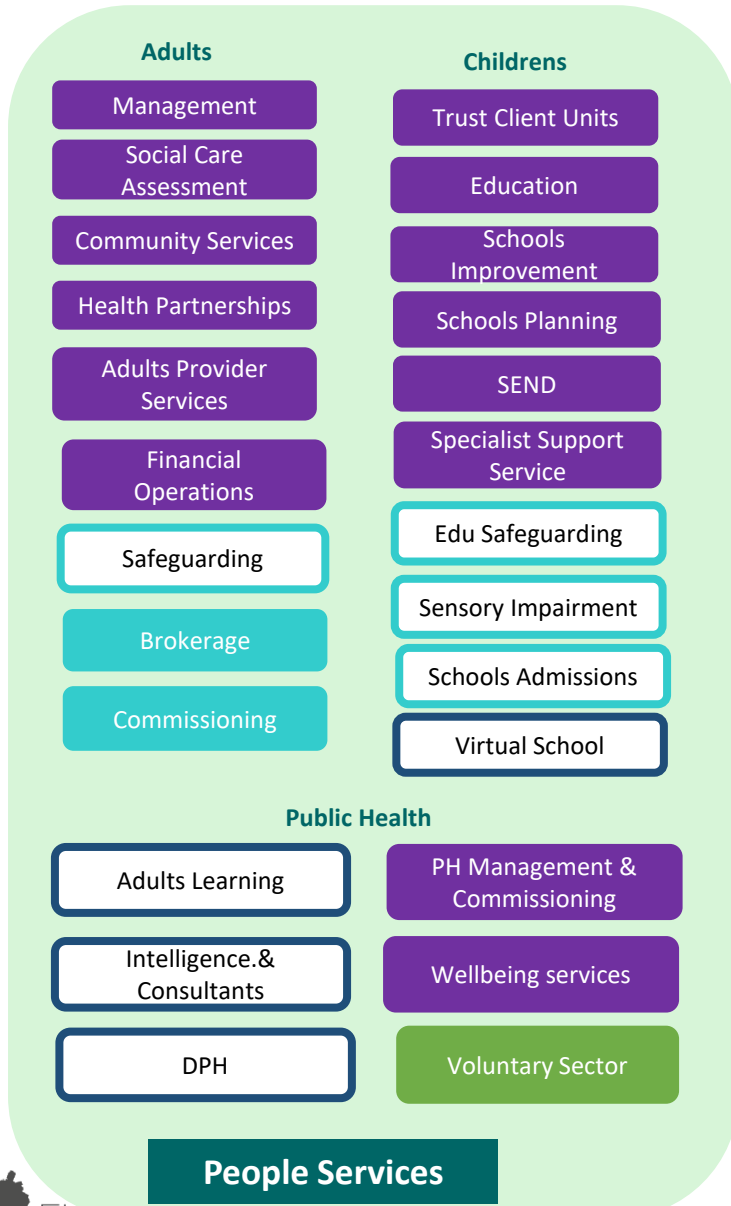 Adults
Management
Social Care
Assessment
Community Services
Health Partnerships
Adults Provider
Services
Financial
Operations
Safeguarding
Brokerage
Commissioning
Childrens
Trust Client Units
Education
Schools
Improvement
Schools Planning
SEND
Specialist Support
Service
Edu Safeguarding
Sensory Impairment
Schools Admissions
Virtual School
Public Health
Adults Learning
Intelligence.&
Consultants
DPH
PH Management &
Commissioning
Wellbeing services
Voluntary Sector
People Services